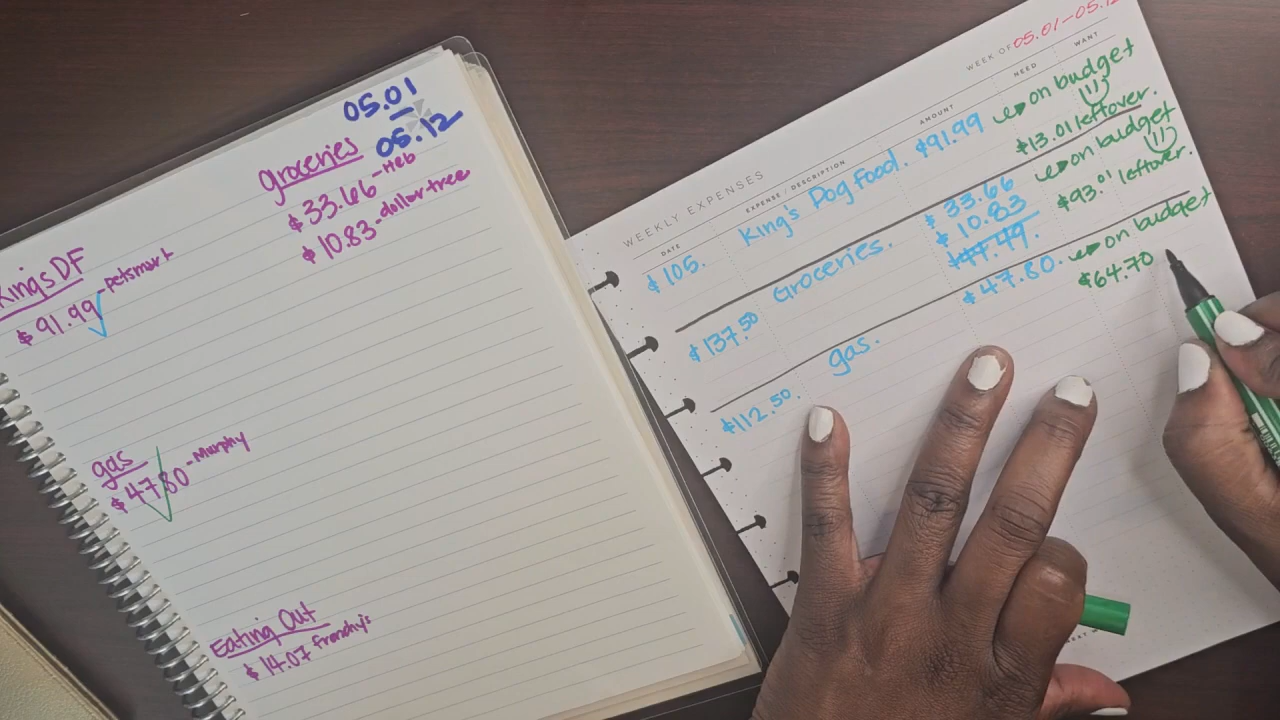 05.01
—
05.12
groceries
$33.66 - Heb
$10.83 - dollar tree
King's DF
$91.99 - petsmart
gas
$47.80 - Murphy
Eating Out
$14.07 frenchy's
WEEK OF 05.01-05.12
WEEKLY EXPENSES
DATE EXPENSE / DESCRIPTION AMOUNT NEED WANT
$105. King's Dog Food. $91.99 on budget
$13.01 leftover.
$137.50 Groceries. $33.66 on budget
$10.83 $93.01 leftover.
$44.49.
$112.50 gas. $47.80. on budget
$64.70